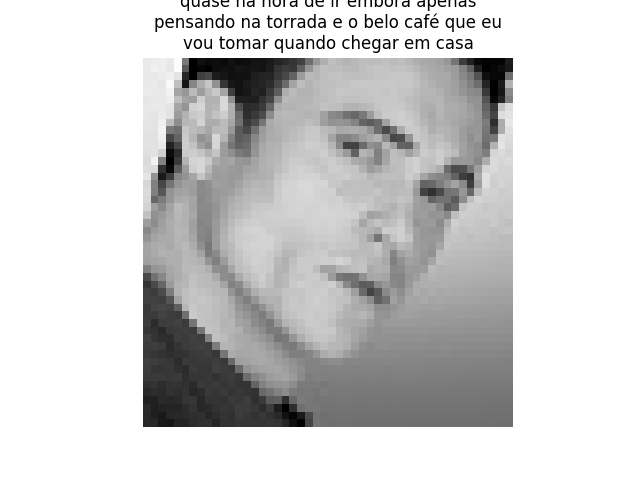 quase na hora de ir embora apenas
pensando na torrada e o belo café que eu
vou tomar quando chegar em casa